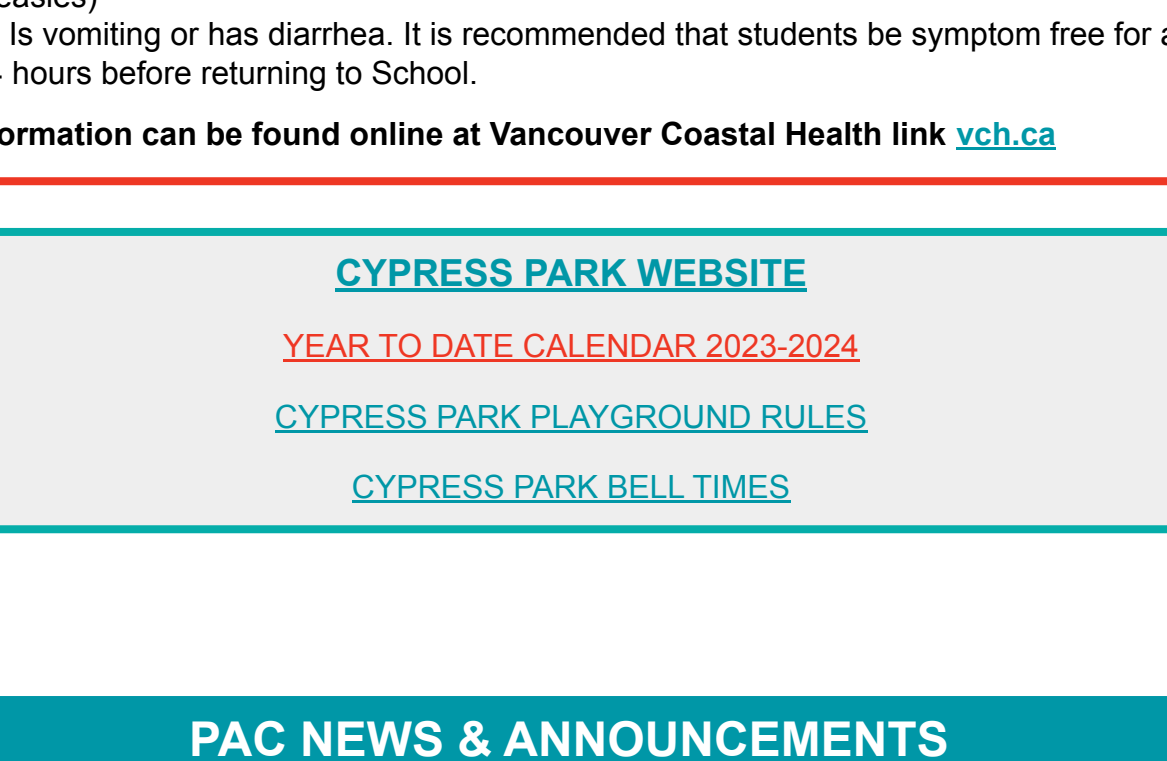 easles)
Is vomiting or has diarrhea. It is recommended that students be symptom free for a
hours before returning to School.
ormation can be found online at Vancouver Coastal Health link vch.ca
CYPRESS PARK WEBSITE
YEAR TO DATE CALENDAR 2023-2024
CYPRESS PARK PLAYGROUND RULES
CYPRESS PARK BELL TIMES
PAC NEWS & ANNOUNCEMENTS